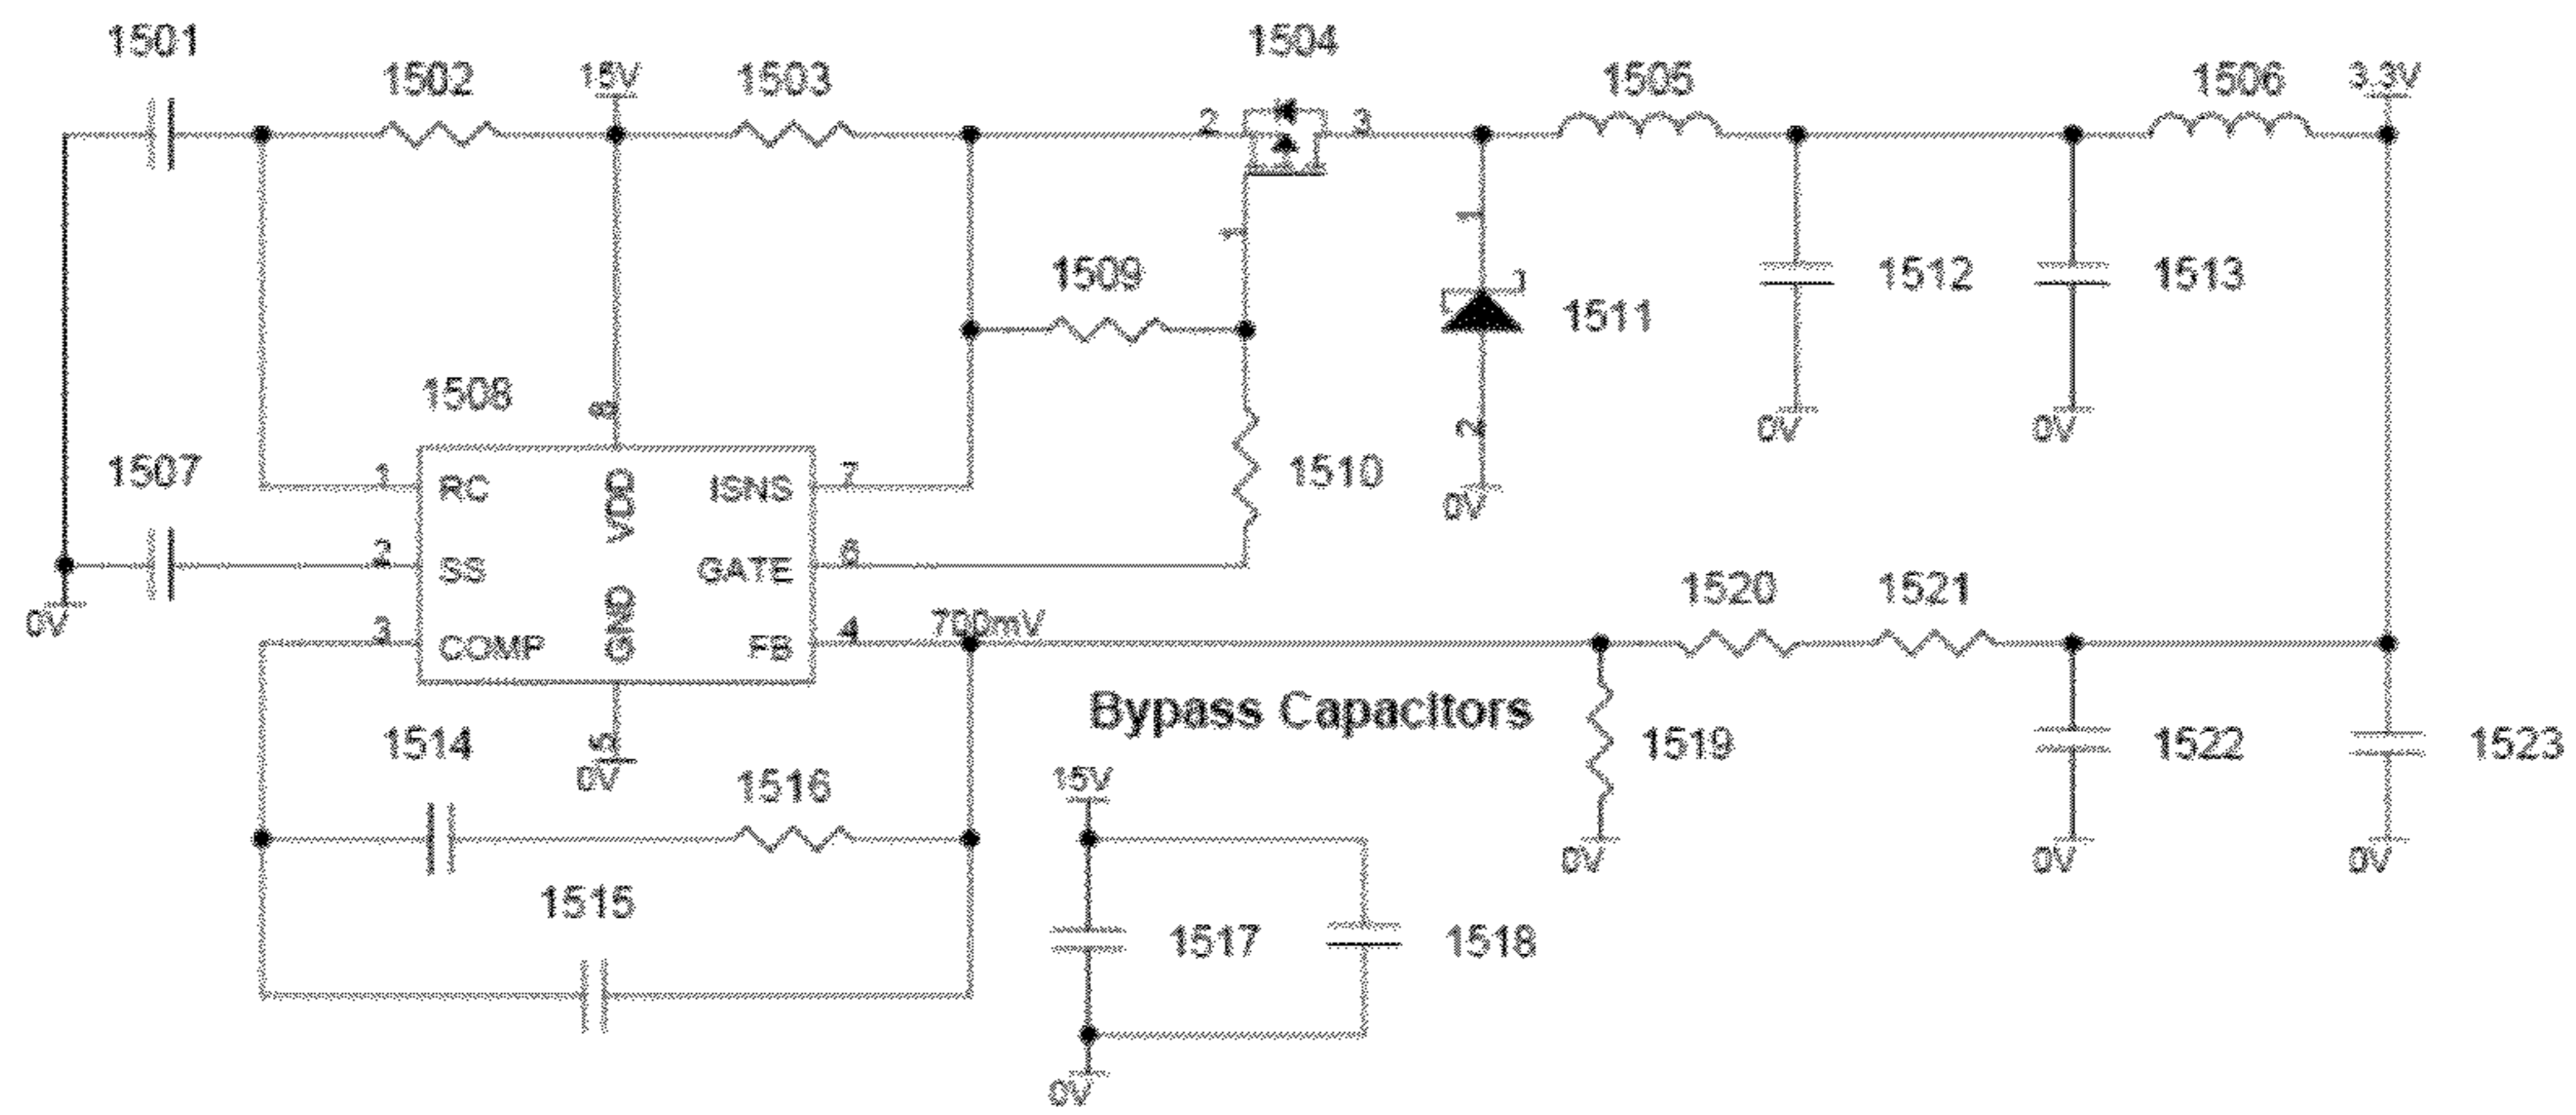 1501
1502
15V
1503
1504
1505
1506
3.3V
2
3
1
1509
1
1511
1512
1513
2
0V
0V
0V
1508
8
1507
1
RC
VDD
ISNS
7
1510
2
SS
GATE
6
0V
3
COMP
GND
FB
4
700mV
1520
1521
5
0V
1514
1516
1515
Bypass Capacitors
15V
1517
1518
0V
1519
0V
1522
0V
1523
0V